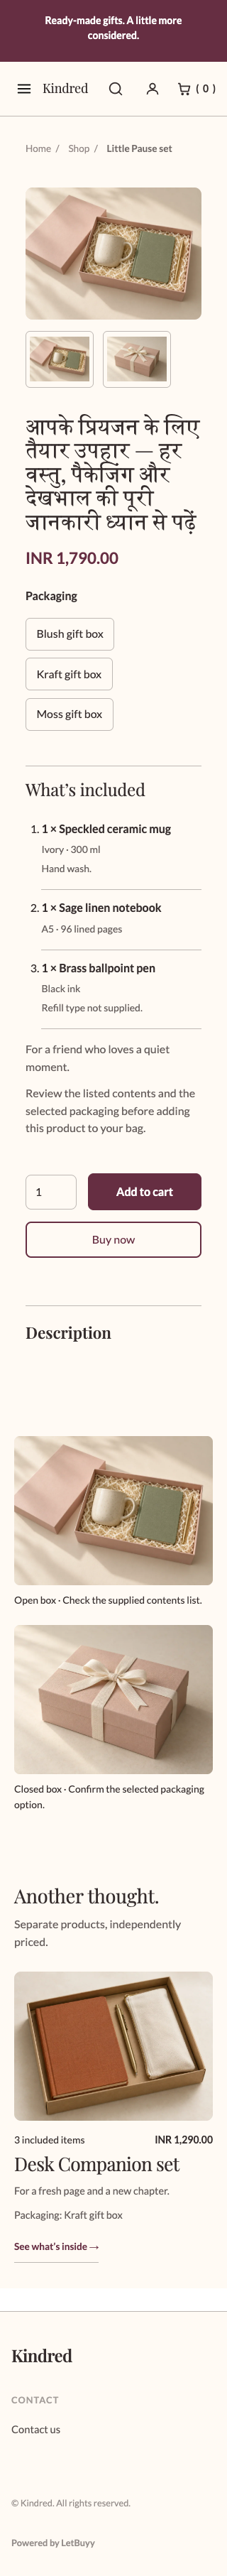 Ready-made gifts. A little more
considered.
Kindred
( 0 )
Home / Shop / Little Pause set
आपके प्रियजन के लिए
तैयार उपहार — हर
वस्तु, पैकेजिंग और
देखभाल की पूरी
जानकारी ध्यान से पढ़ें
INR 1,790.00
Packaging
Blush gift box
Kraft gift box
Moss gift box
What's included
1. 1 × Speckled ceramic mug
Ivory · 300 ml
Hand wash.
2. 1 × Sage linen notebook
A5 · 96 lined pages
3. 1 × Brass ballpoint pen
Black ink
Refill type not supplied.
For a friend who loves a quiet
moment.
Review the listed contents and the
selected packaging before adding
this product to your bag.
1
Add to cart
Buy now
Description
Open box · Check the supplied contents list.
Closed box · Confirm the selected packaging
option.
Another thought.
Separate products, independently
priced.
3 included items
INR 1,290.00
Desk Companion set
For a fresh page and a new chapter.
Packaging: Kraft gift box
See what's inside →
Kindred
CONTACT
Contact us
© Kindred. All rights reserved.
Powered by LetBuyy